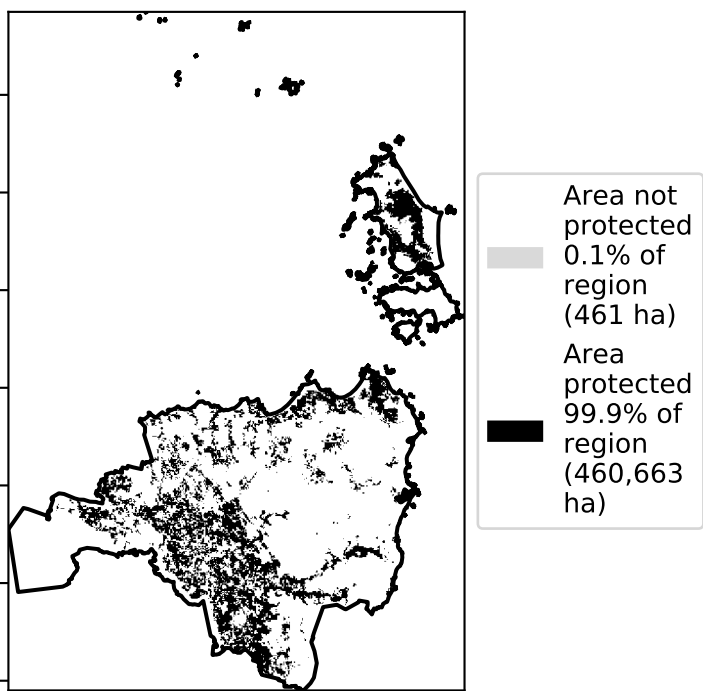 Area not
protected
0.1% of
region
(461 ha)
Area
protected
99.9% of
region
(460,663
ha)